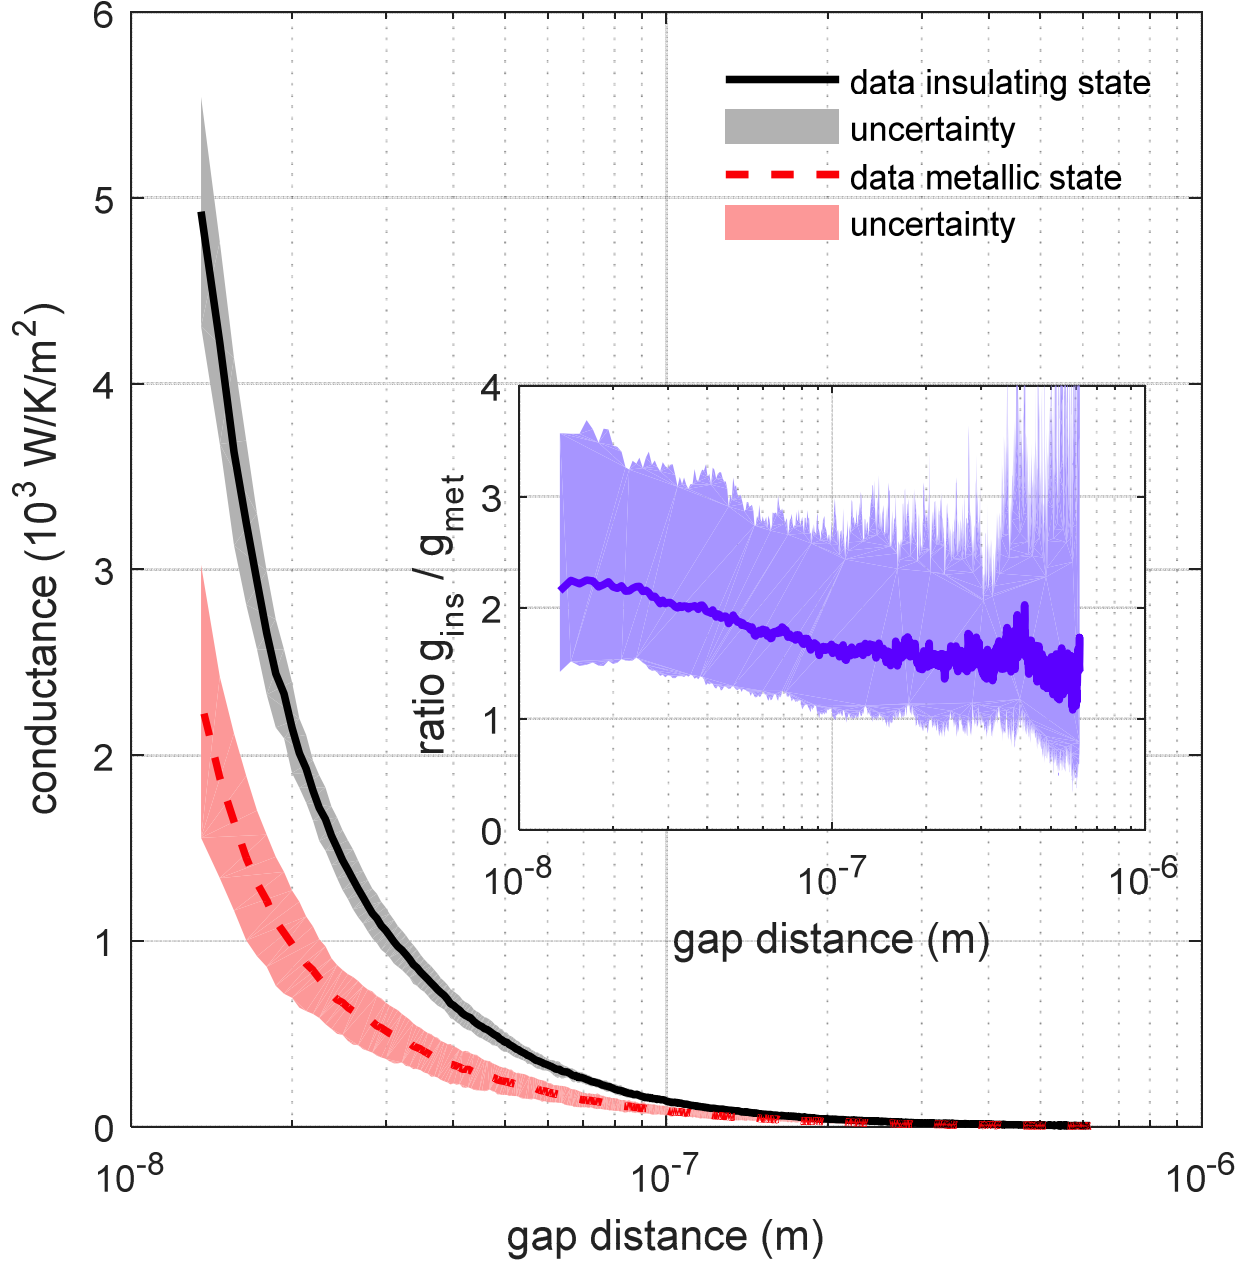 6
5
4
3
2
1
0
conductance (10³ W/K/m²)
10⁻⁸
10⁻⁷
10⁻⁶
gap distance (m)
data insulating state
uncertainty
data metallic state
uncertainty
4
3
2
1
0
ratio g_ins / g_met
10⁻⁸
10⁻⁷
10⁻⁶
gap distance (m)